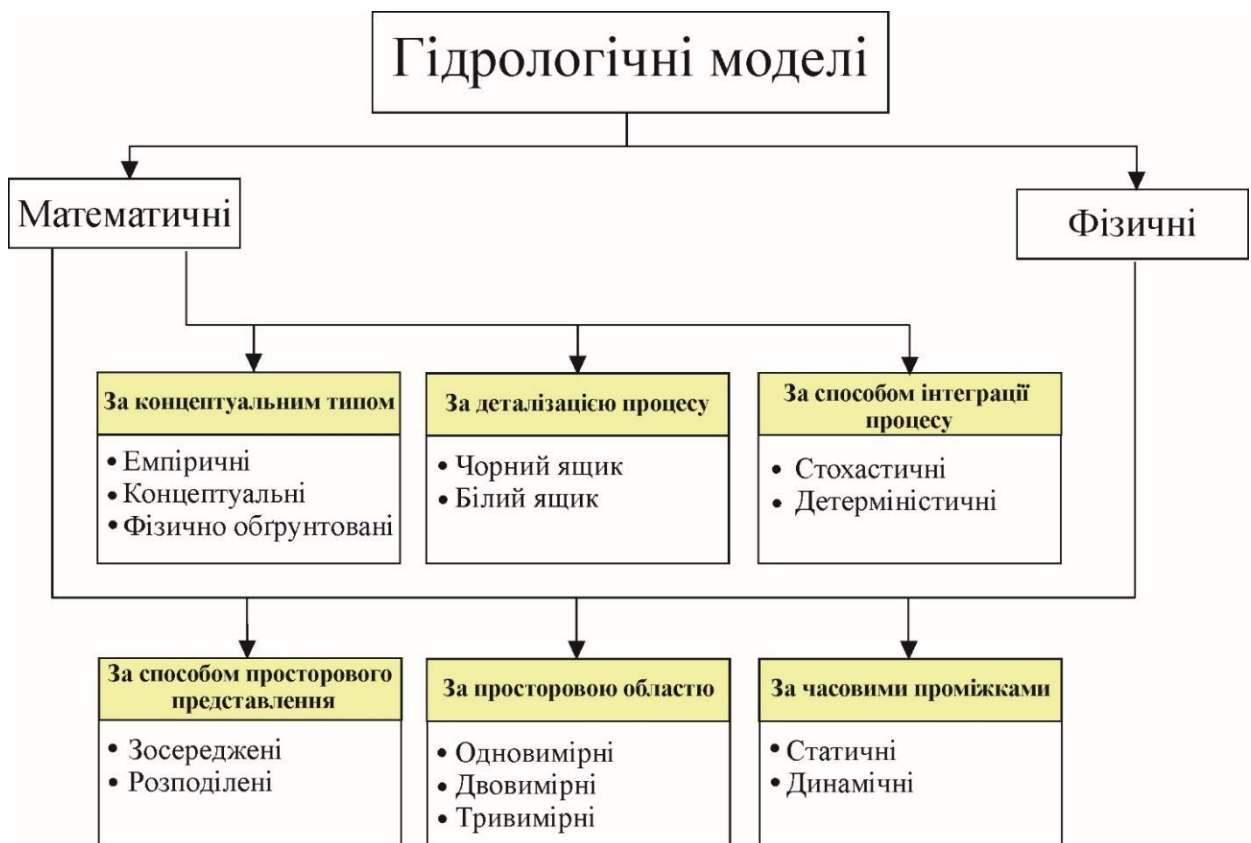 Гідрологічні моделі
Математичні
Фізичні
За концептуальним типом
• Емпіричні
• Концептуальні
• Фізично обґрунтовані
За деталізацією процесу
• Чорний ящик
• Білий ящик
За способом інтеграції
процесу
• Стохастичні
• Детерміністичні
За способом просторового
представлення
• Зосереджені
• Розподілені
За просторовою областю
• Одновимірні
• Двовимірні
• Тривимірні
За часовими проміжками
• Статичні
• Динамічні